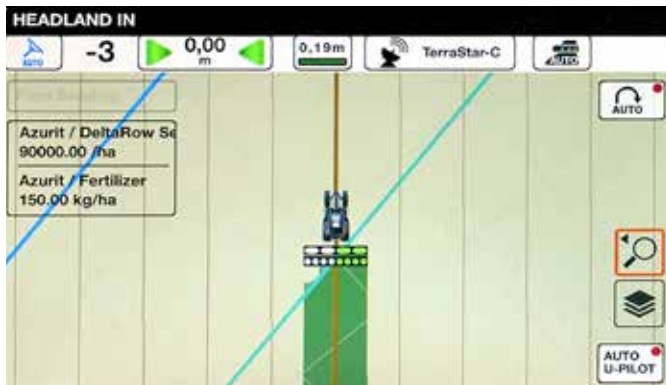 HEADLAND IN
AUTO
-3
0,00
m
0.19m
TerraStar-C
AUTO
AUTO
Azurit / DeltaRow Se
90000.00 /ha
Azurit / Fertilizer
150.00 kg/ha
AUTO
U-PILOT